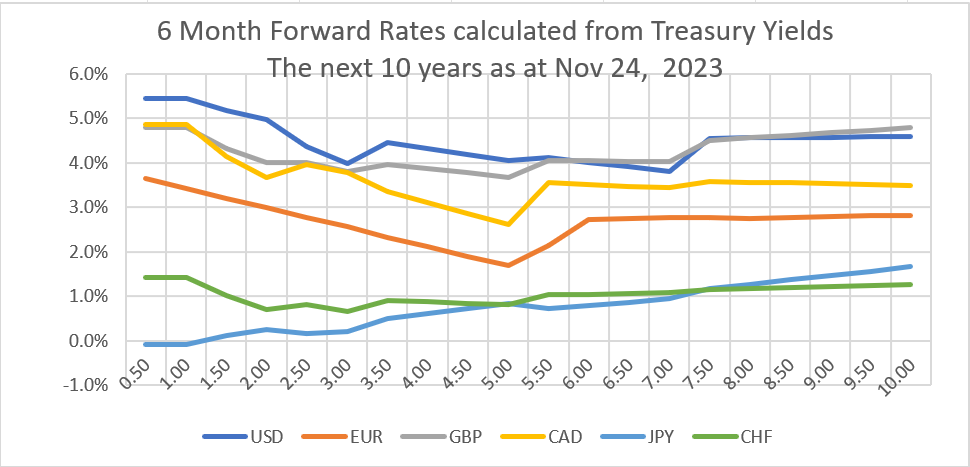 6 Month Forward Rates calculated from Treasury Yields
The next 10 years as at Nov 24,  2023
6.0%
5.0%
4.0%
3.0%
2.0%
1.0%
0.0%
-1.0%
0.50 1.00 1.50 2.00 2.50 3.00 3.50 4.00 4.50 5.00 5.50 6.00 6.50 7.00 7.50 8.00 8.50 9.00 9.50 10.00
USD EUR GBP CAD JPY CHF